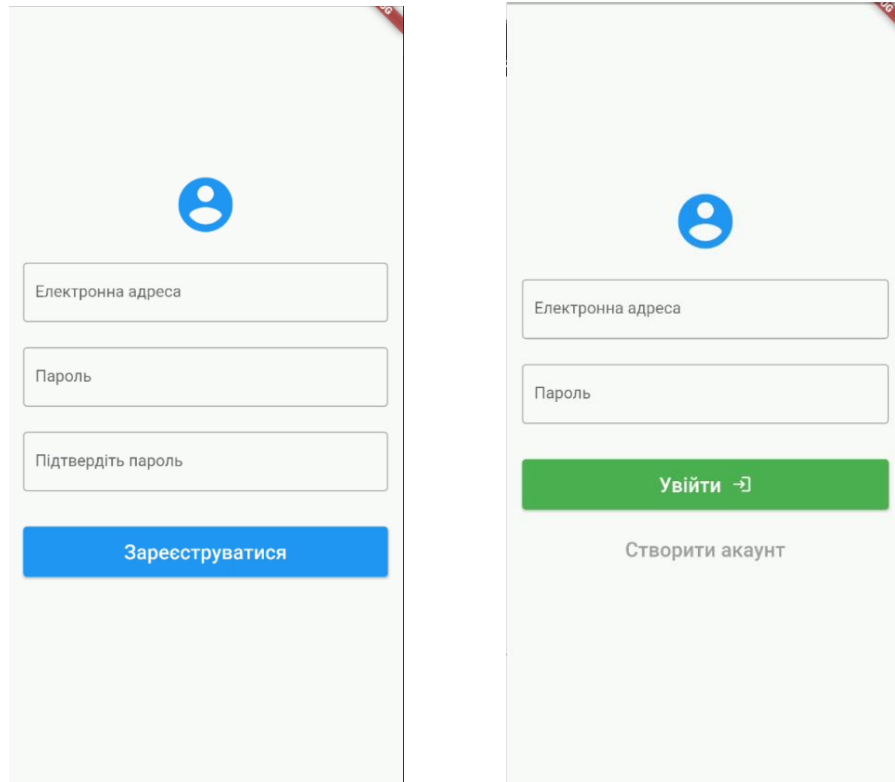 Електронна адреса
Пароль
Підтвердіть пароль
Зареєструватися
Електронна адреса
Пароль
Увійти
Створити акаунт